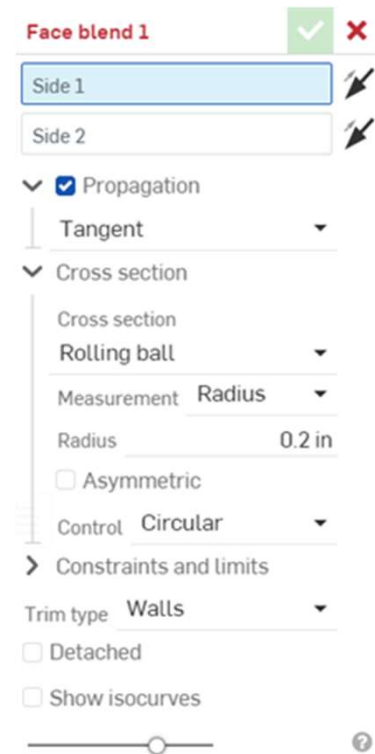 Face blend 1
Side 1
Side 2
Propagation
Tangent
Cross section
Cross section
Rolling ball
Measurement Radius
Radius 0.2 in
Asymmetric
Control Circular
Constraints and limits
Trim type Walls
Detached
Show isocurves
?